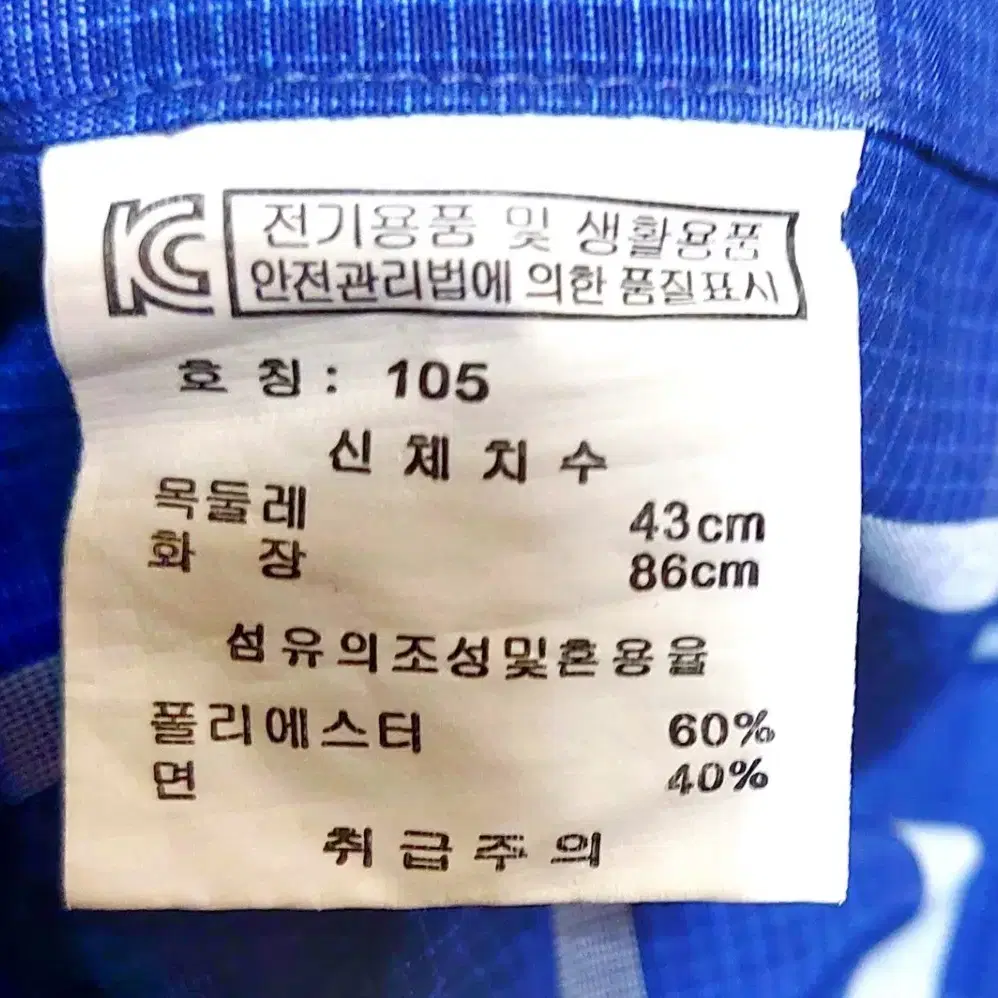 KC 전기용품 및 생활용품
안전관리법에 의한 품질표시
호칭: 105
신체치수
목둘레 43cm
화장 86cm
섬유의조성및혼용율
폴리에스터 60%
면 40%
취급주의